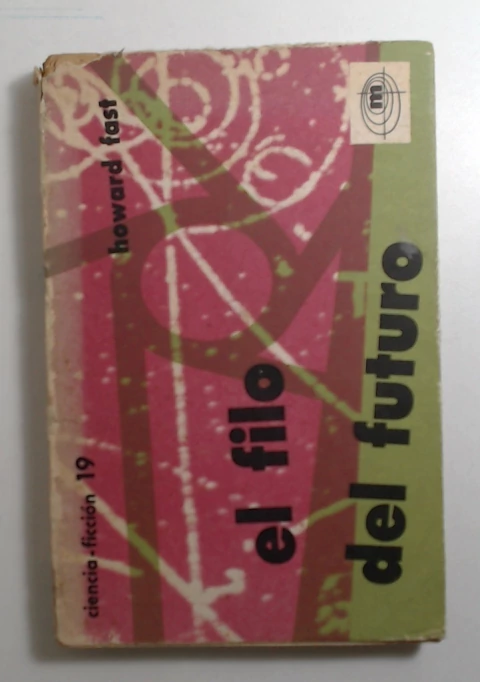 howard fast
ciencia-ficción 19
el filo
del futuro
m